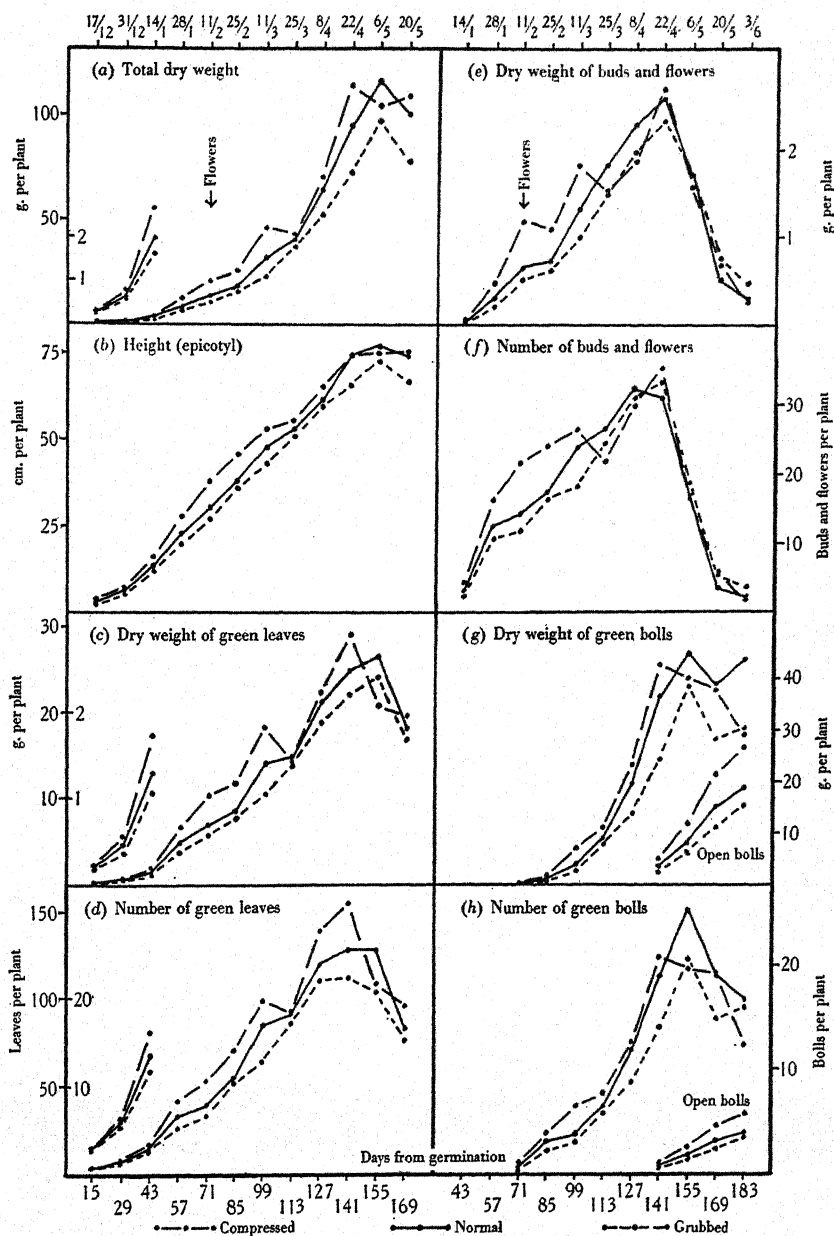 17/12 31/12 14/1 28/1 11/2 25/2 11/3 25/3 8/4 22/4 6/5 20/5
14/1 28/1 11/2 25/2 11/3 25/3 8/4 22/4 6/5 20/5 3/6
(a) Total dry weight
g. per plant
100
50
2
1
Flowers
(e) Dry weight of buds and flowers
Flowers
2
1
g. per plant
(b) Height (epicotyl)
cm. per plant
75
50
25
(f) Number of buds and flowers
30
20
10
Buds and flowers per plant
(c) Dry weight of green leaves
g. per plant
30
20
10
2
1
(g) Dry weight of green bolls
40
30
20
10
g. per plant
Open bolls
(d) Number of green leaves
Leaves per plant
150
100
50
20
10
(h) Number of green bolls
20
10
Bolls per plant
Open bolls
Days from germination
15 29 43 57 71 85 99 113 127 141 155 169
43 57 71 85 99 113 127 141 155 169 183
Compressed Normal Grubbed